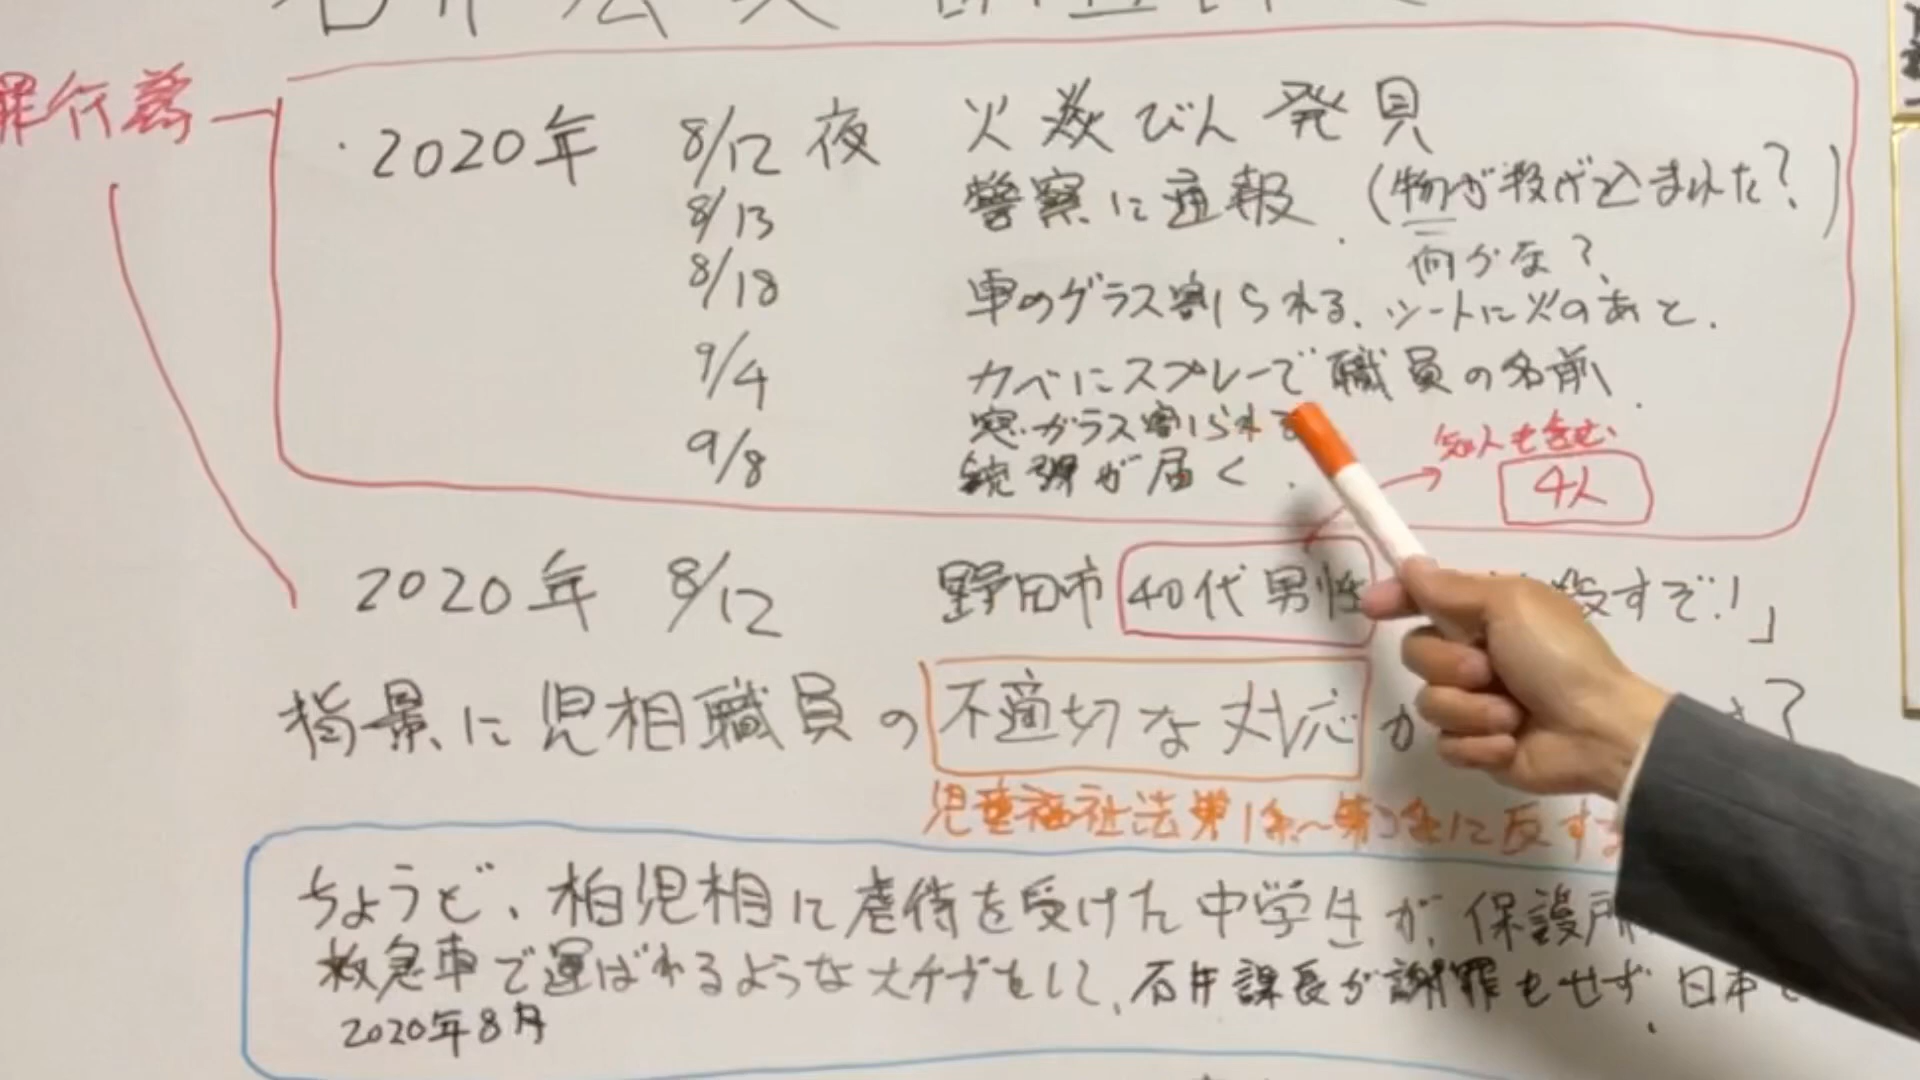 罪行為
・2020年 8/12 夜 火炎びん 発見
8/13 警察に通報 (物が投げ込まれた?)
何かな?
8/18 車のグラス割られる. シートに火のあと.
9/4 カベにスプレーで職員の名前
窓ガラス割られる
知人も含む
9/8 銃弾が届く.
4人
2020年 8/12 野田市 40代男性 殺すぞ!」
背景に児相職員の不適切な対応が ?
児童福祉法第1条〜第3条に反する
ちょうど、柏児相に虐待を受けた中学生が、保護所
救急車で運ばれるような大ケガをして、石井課長が謝罪もせず、日本
2020年8月